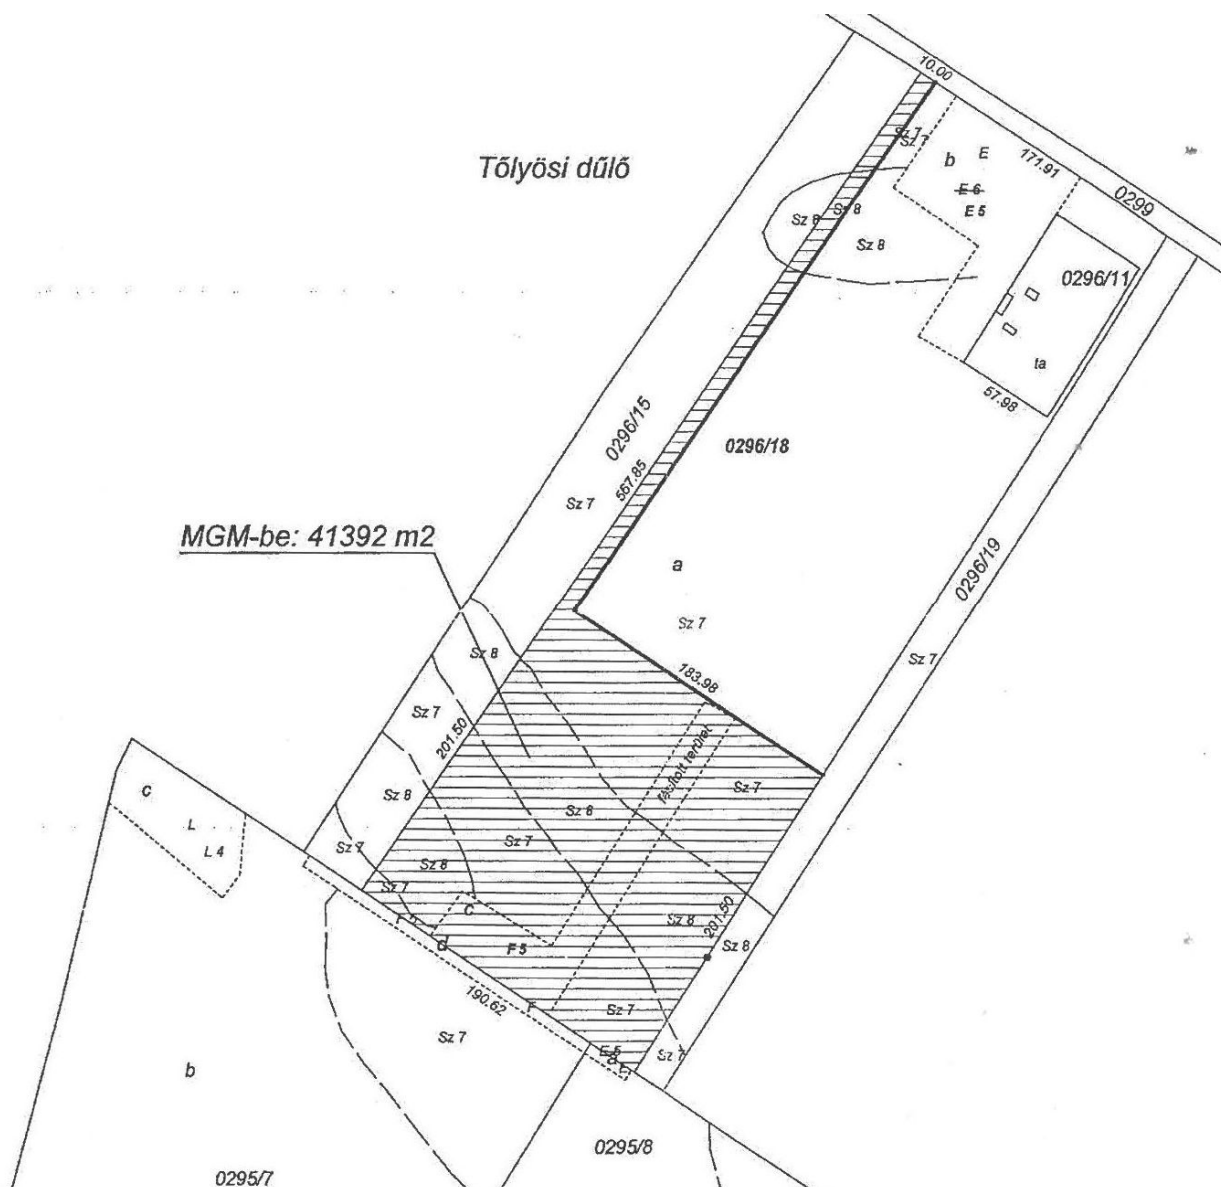 10.00
Tőlyösi dűlő
Sz 7
Sz 7
b
E
E 6
E 5
171.91
0299
Sz 8
Sz 8
Sz 8
0296/11
ta
57.98
0296/15
0296/18
567.85
Sz 7
MGM-be: 41392 m2
a
Sz 7
0296/19
Sz 7
Sz 8
183.98
Sz 7
201.50
fásított terület
Sz 7
c
Sz 8
Sz 8
L
L 4
Sz 7
Sz 7
Sz 8
Sz 7
c
d
F 5
Sz 8
201.50
Sz 8
190.62
Sz 7
Sz 7
Sz 7
E 5
a
E
b
0295/8
0295/7